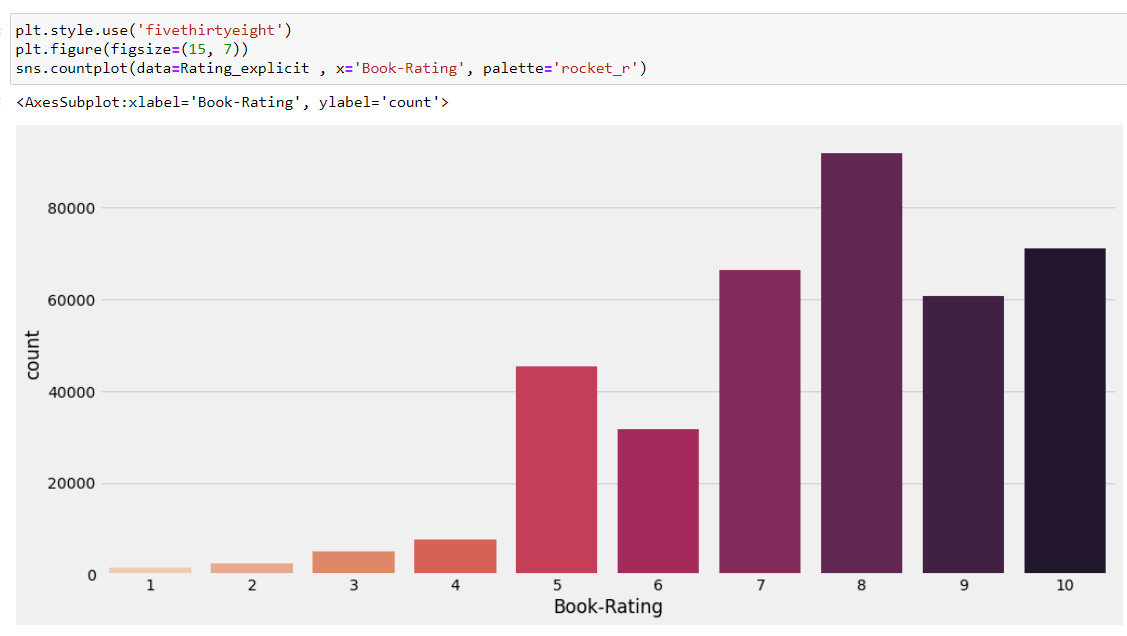 plt.style.use('fivethirtyeight')
plt.figure(figsize=(15, 7))
sns.countplot(data=Rating_explicit , x='Book-Rating', palette='rocket_r')
<AxesSubplot:xlabel='Book-Rating', ylabel='count'>
80000
60000
40000
20000
0
count
1 2 3 4 5 6 7 8 9 10
Book-Rating